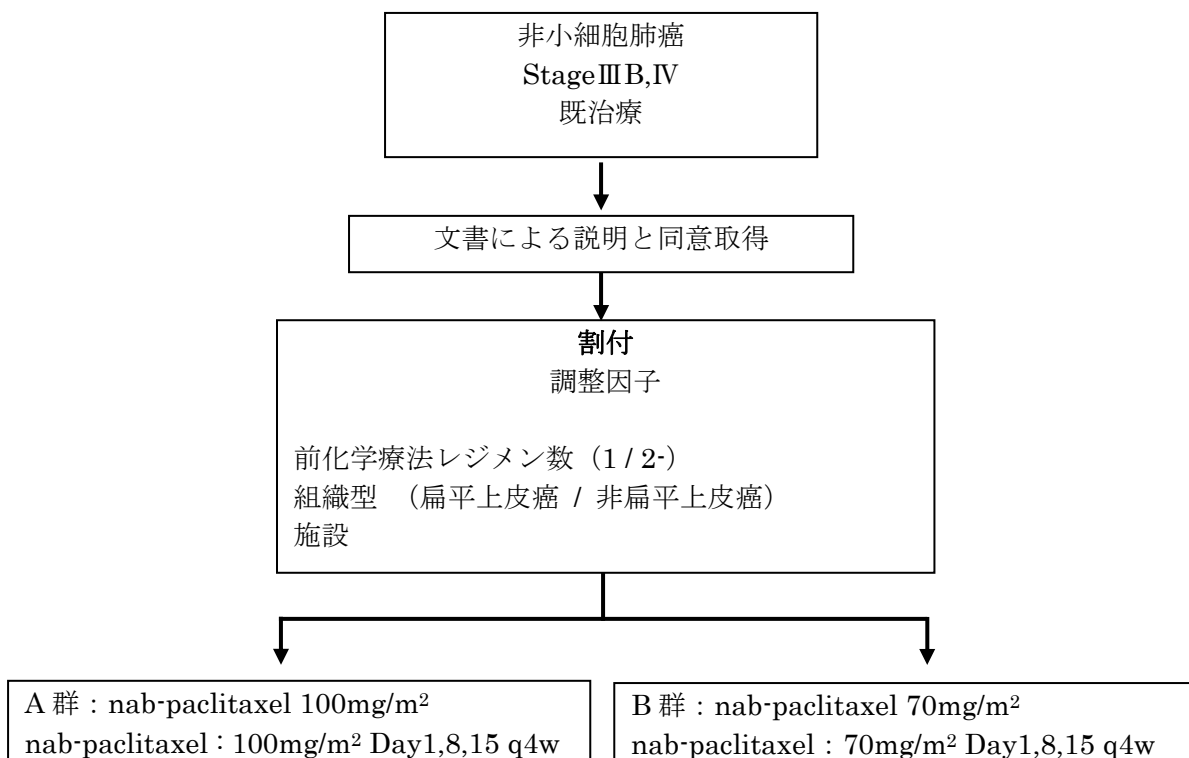 非小細胞肺癌
StageⅢB,Ⅳ
既治療
文書による説明と同意取得
割付
調整因子
前化学療法レジメン数（1 / 2-）
組織型　（扁平上皮癌 / 非扁平上皮癌）
施設
A 群：nab-paclitaxel 100mg/m²
nab-paclitaxel：100mg/m² Day1,8,15 q4w
B 群：nab-paclitaxel 70mg/m²
nab-paclitaxel：70mg/m² Day1,8,15 q4w